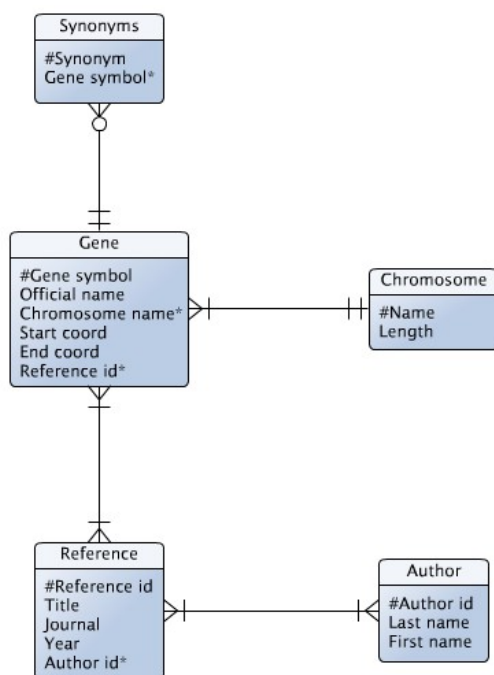 Synonyms
#Synonym
Gene symbol*
Gene
#Gene symbol
Official name
Chromosome name*
Start coord
End coord
Reference id*
Chromosome
#Name
Length
Reference
#Reference id
Title
Journal
Year
Author id*
Author
#Author id
Last name
First name